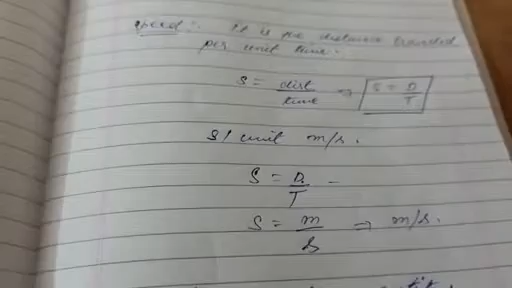 Speed :- It is the distance travelled
per unit time.
S = dist/time ⇒ S = D/T
SI unit m/s.
S = D/T -
S = m/s ⇒ m/s.